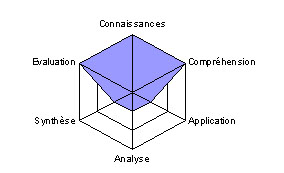 Connaissances
Evaluation
Compréhension
Synthèse
Application
Analyse